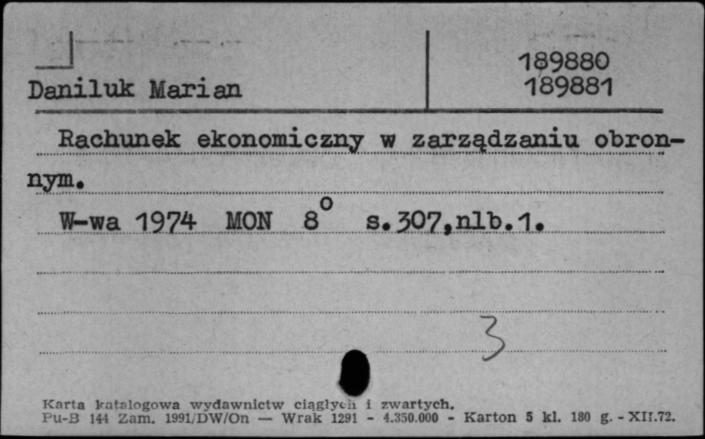 189880
Daniluk Marian 189881
Rachunek ekonomiczny w zarządzaniu obron-
nym.
W-wa 1974 MON 8° s.307,nlb.1.
3
Karta katalogowa wydawnictw ciągłych i zwartych.
Pu-B 144 Zam. 1991/DW/On — Wrak 1291 - 4.350.000 - Karton 5 kl. 180 g. - XII.72.